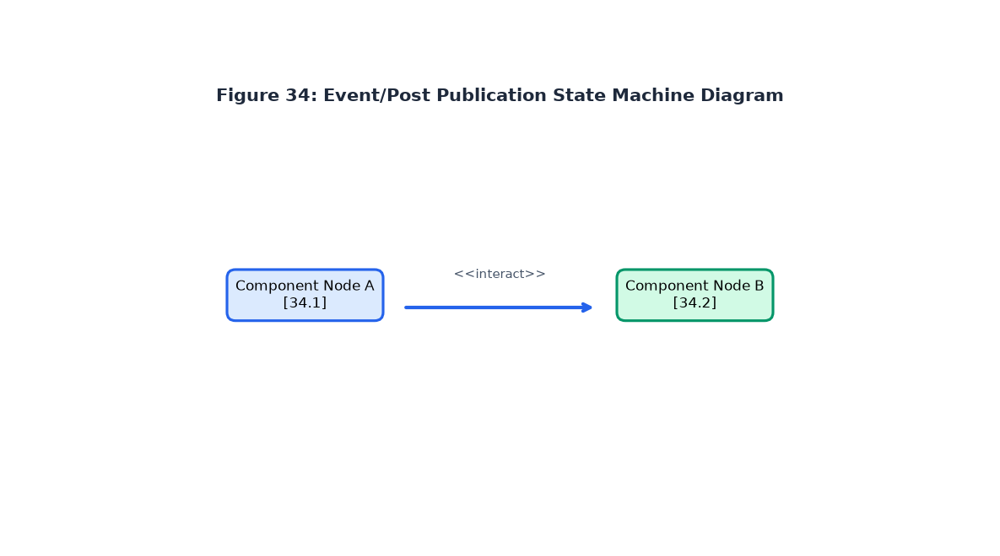 Figure 34: Event/Post Publication State Machine Diagram
Component Node A
[34.1]
<<interact>>
Component Node B
[34.2]